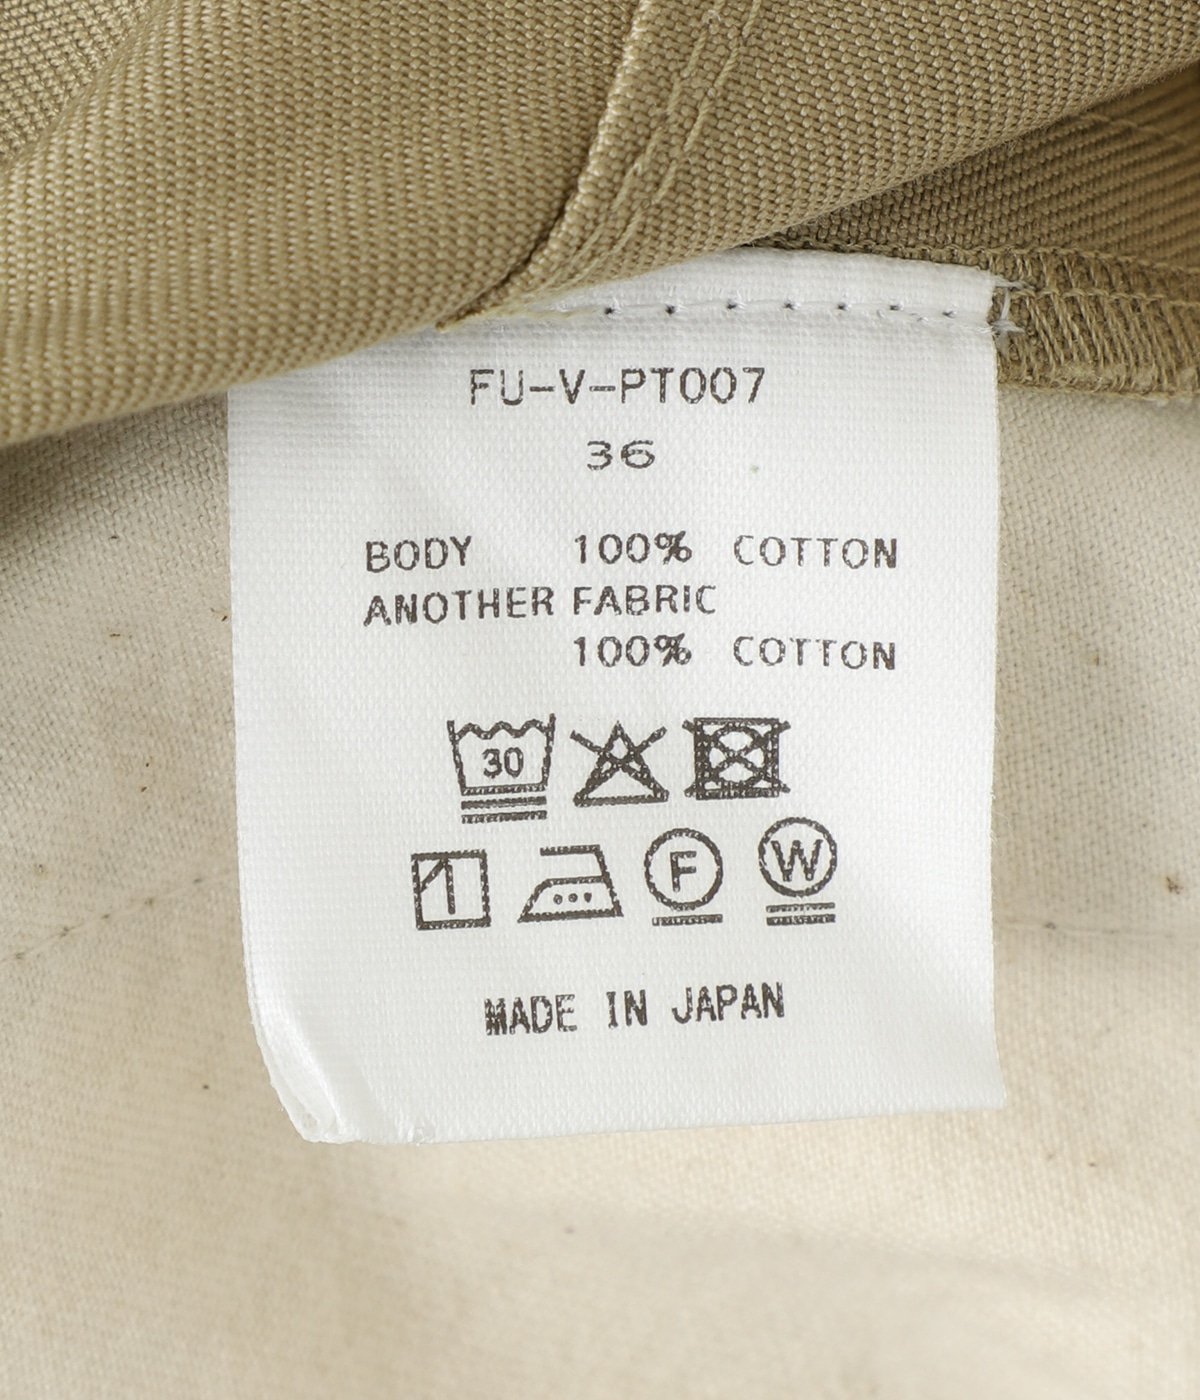 FU-V-PT007
36
BODY 100% COTTON
ANOTHER FABRIC
100% COTTON
30
F W
MADE IN JAPAN